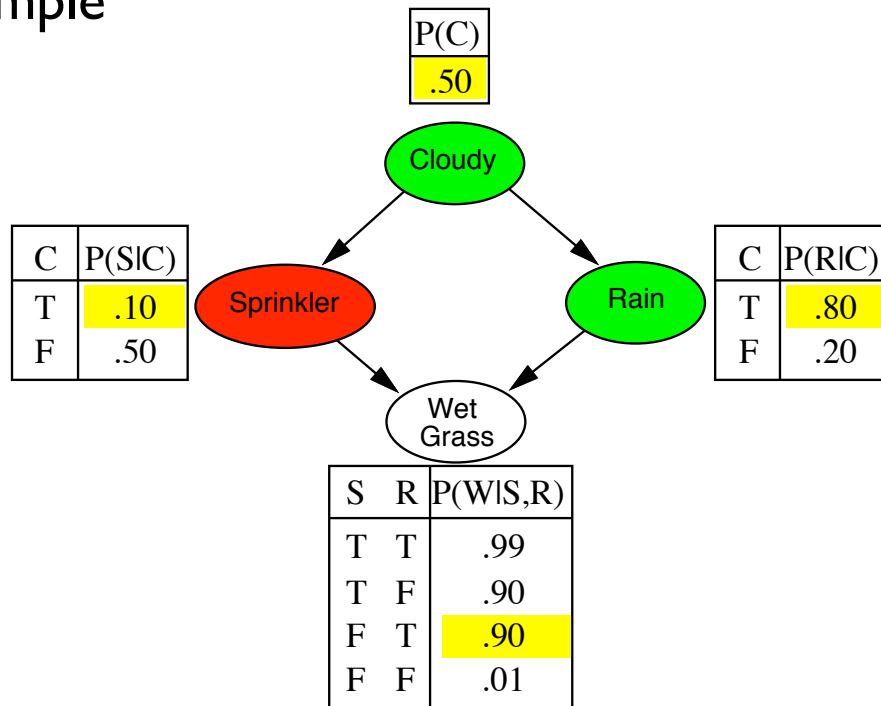 P(C)
.50
Cloudy
C P(S|C)
T .10
F .50
Sprinkler
Rain
C P(R|C)
T .80
F .20
Wet
Grass
S R P(W|S,R)
T T .99
T F .90
F T .90
F F .01